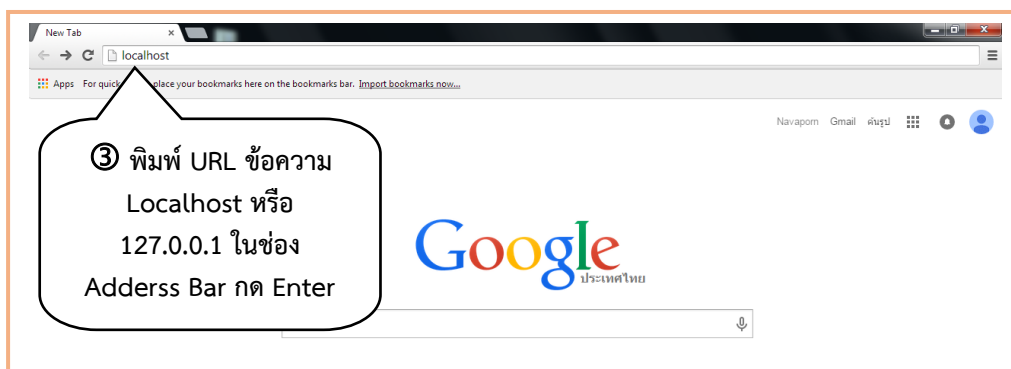 New Tab
localhost
Apps For quick place your bookmarks here on the bookmarks bar. Import bookmarks now...
Navaporn Gmail ค้นรูป
③ พิมพ์ URL ข้อความ
Localhost หรือ
127.0.0.1 ในช่อง
Adderss Bar กด Enter
Google
ประเทศไทย